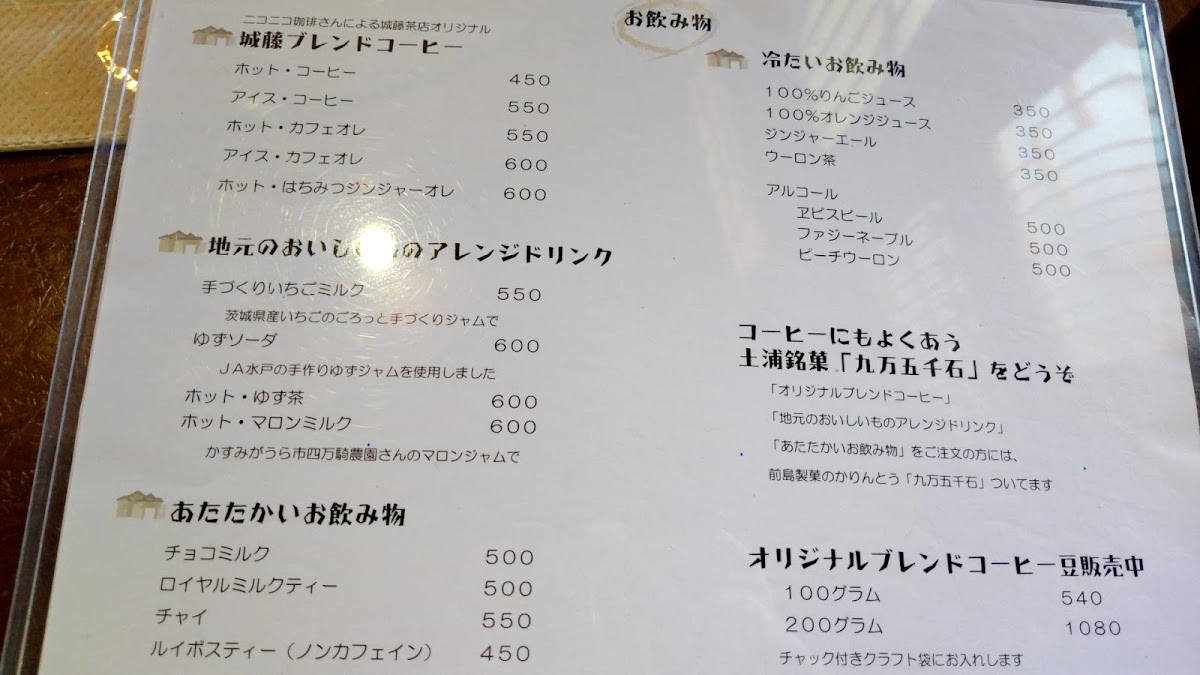 お飲み物
ニコニコ珈琲さんによる城藤茶店オリジナル
城藤ブレンドコーヒー
ホット・コーヒー 450
アイス・コーヒー 550
ホット・カフェオレ 550
アイス・カフェオレ 600
ホット・はちみつジンジャーオレ 600
地元のおいしいものアレンジドリンク
手づくりいちごミルク 550
茨城県産いちごのごろっと手づくりジャムで
ゆずソーダ 600
JA水戸の手作りゆずジャムを使用しました
ホット・ゆず茶 600
ホット・マロンミルク 600
かすみがうら市四万騎農園さんのマロンジャムで
あたたかいお飲み物
チョコミルク 500
ロイヤルミルクティー 500
チャイ 550
ルイボスティー(ノンカフェイン) 450
冷たいお飲み物
100%りんごジュース 350
100%オレンジジュース 350
ジンジャーエール 350
ウーロン茶 350
アルコール
ヱビスビール 500
ファジーネーブル 500
ピーチウーロン 500
コーヒーにもよくあう
土浦銘菓「九万五千石」をどうぞ
「オリジナルブレンドコーヒー」
「地元のおいしいものアレンジドリンク」
「あたたかいお飲み物」をご注文の方には、
前島製菓のかりんとう「九万五千石」ついてます
オリジナルブレンドコーヒー豆販売中
100グラム 540
200グラム 1080
チャック付きクラフト袋にお入れします